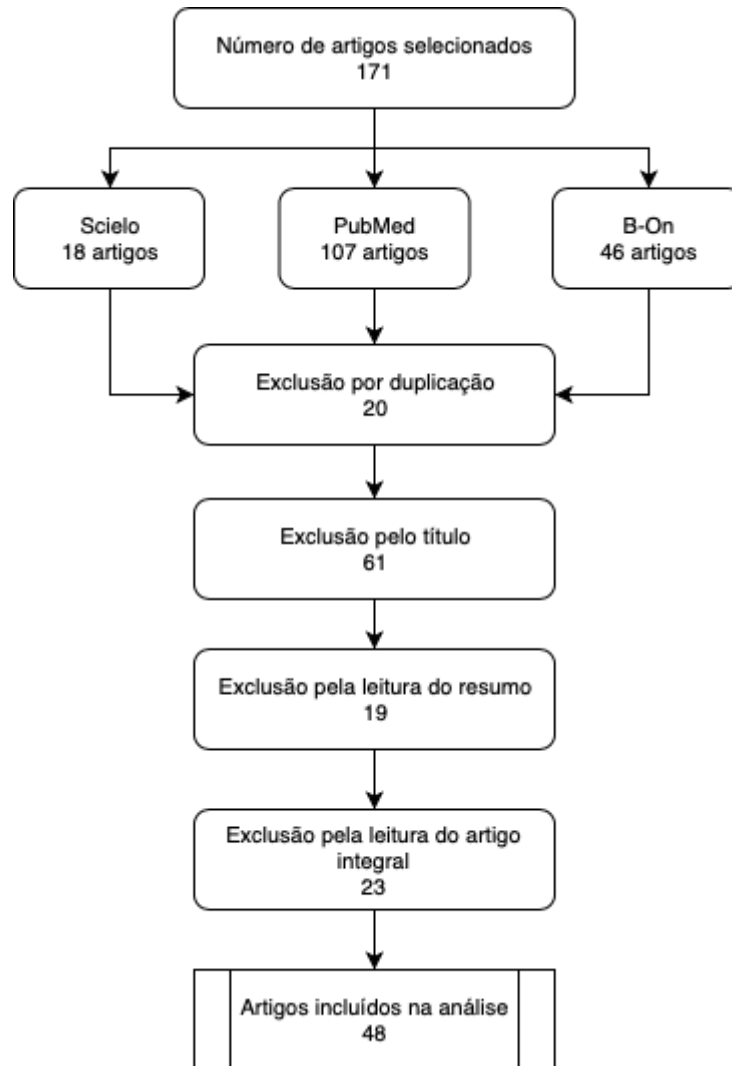 Número de artigos selecionados
171
Scielo
18 artigos
PubMed
107 artigos
B-On
46 artigos
Exclusão por duplicação
20
Exclusão pelo título
61
Exclusão pela leitura do resumo
19
Exclusão pela leitura do artigo
integral
23
Artigos incluídos na análise
48